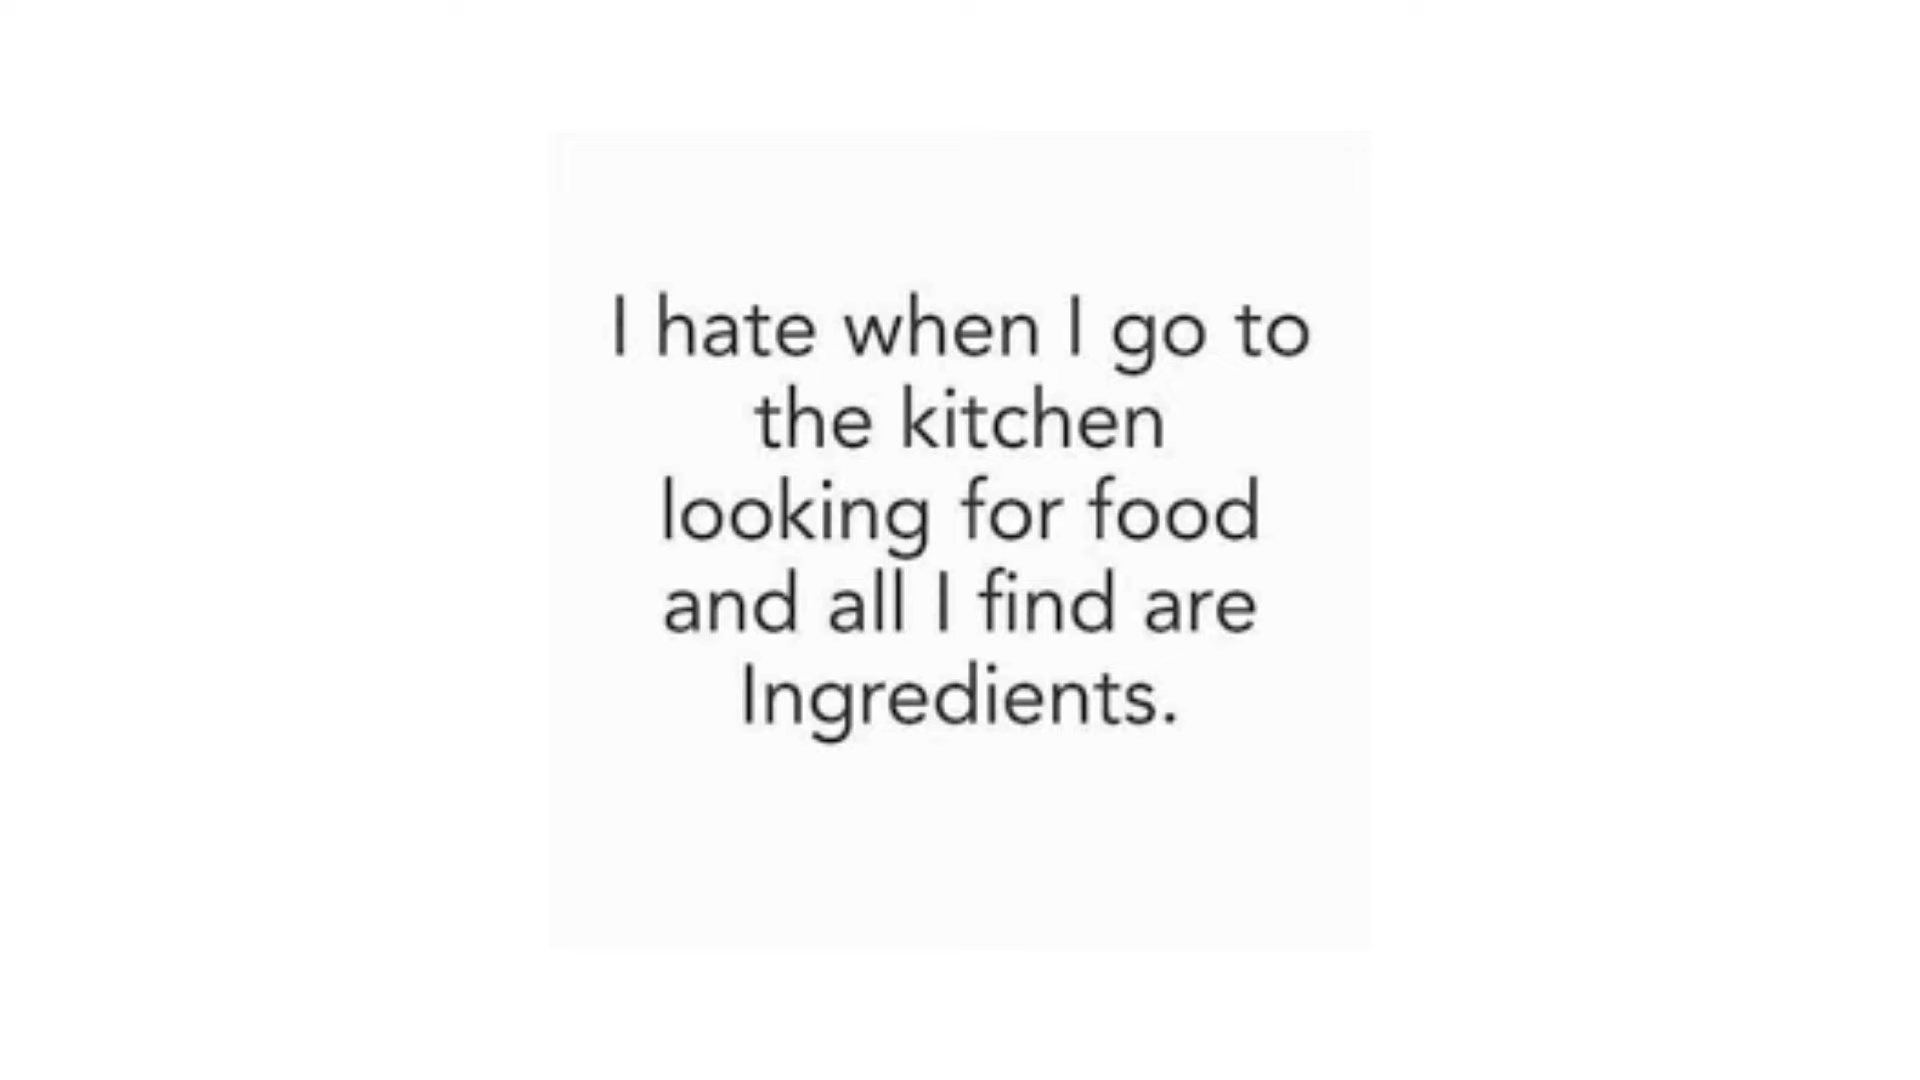 I hate when I go to
the kitchen
looking for food
and all I find are
Ingredients.